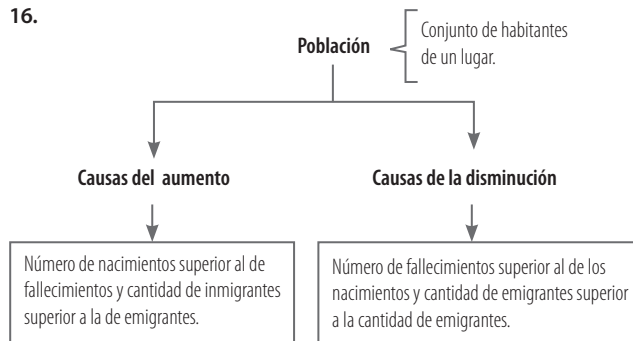 16.
Población
Conjunto de habitantes
de un lugar.
Causas del aumento
Causas de la disminución
Número de nacimientos superior al de
fallecimientos y cantidad de inmigrantes
superior a la de emigrantes.
Número de fallecimientos superior al de los
nacimientos y cantidad de emigrantes superior
a la cantidad de emigrantes.